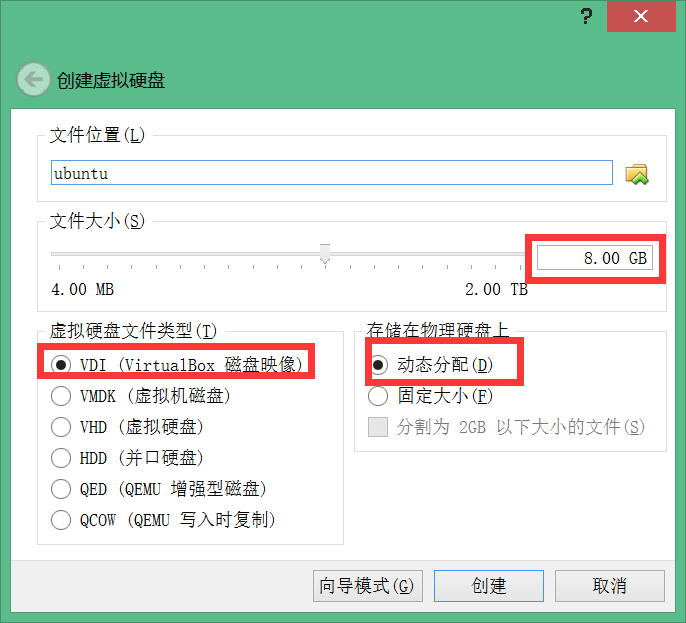 ?
创建虚拟硬盘
文件位置(L)
ubuntu
文件大小(S)
8.00 GB
4.00 MB 2.00 TB
虚拟硬盘文件类型(T)
VDI (VirtualBox 磁盘映像)
VMDK (虚拟机磁盘)
VHD (虚拟硬盘)
HDD (并口硬盘)
QED (QEMU 增强型磁盘)
QCOW (QEMU 写入时复制)
存储在物理硬盘上
动态分配(D)
固定大小(F)
分割为 2GB 以下大小的文件(S)
向导模式(G) 创建 取消